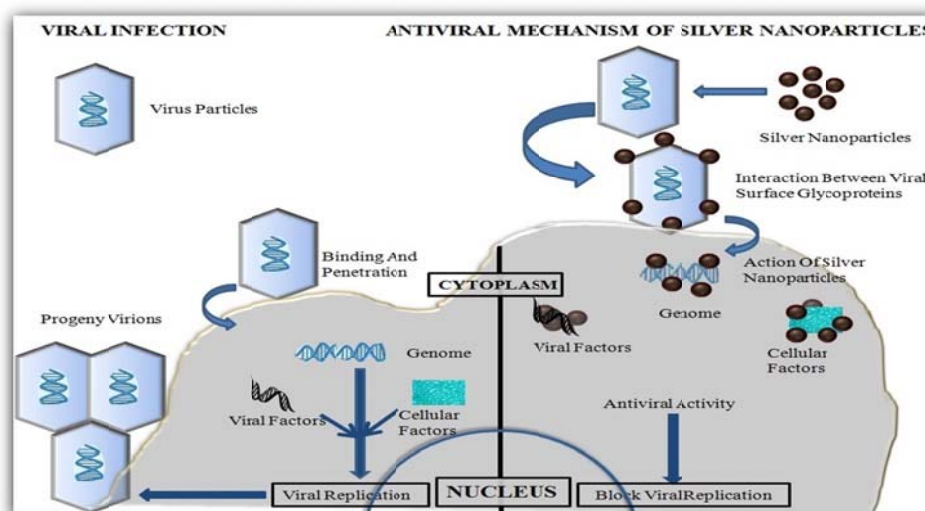 VIRAL INFECTION
ANTIVIRAL MECHANISM OF SILVER NANOPARTICLES
Virus Particles
Silver Nanoparticles
Interaction Between Viral
Surface Glycoproteins
Binding And
Penetration
Action Of Silver
Nanoparticles
CYTOPLASM
Genome
Progeny Virions
Viral Factors
Cellular
Factors
Genome
Viral Factors
Cellular
Factors
Antiviral Activity
Viral Replication
NUCLEUS
Block ViralReplication